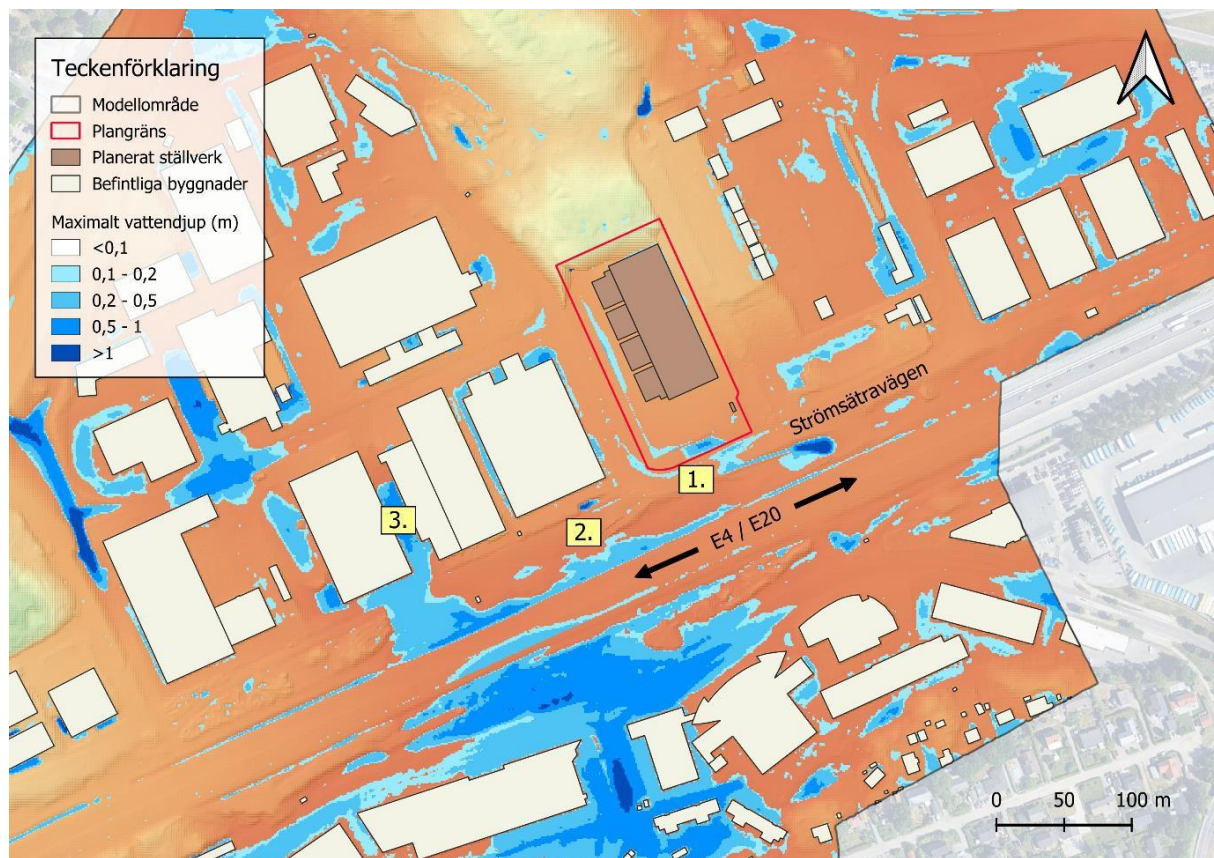 Teckenförklaring
Modellområde
Plangräns
Planerat ställverk
Befintliga byggnader
Maximalt vattendjup (m)
<0,1
0,1 - 0,2
0,2 - 0,5
0,5 - 1
>1
Strömsätravägen
1.
2.
3.
E4 / E20
0 50 100 m